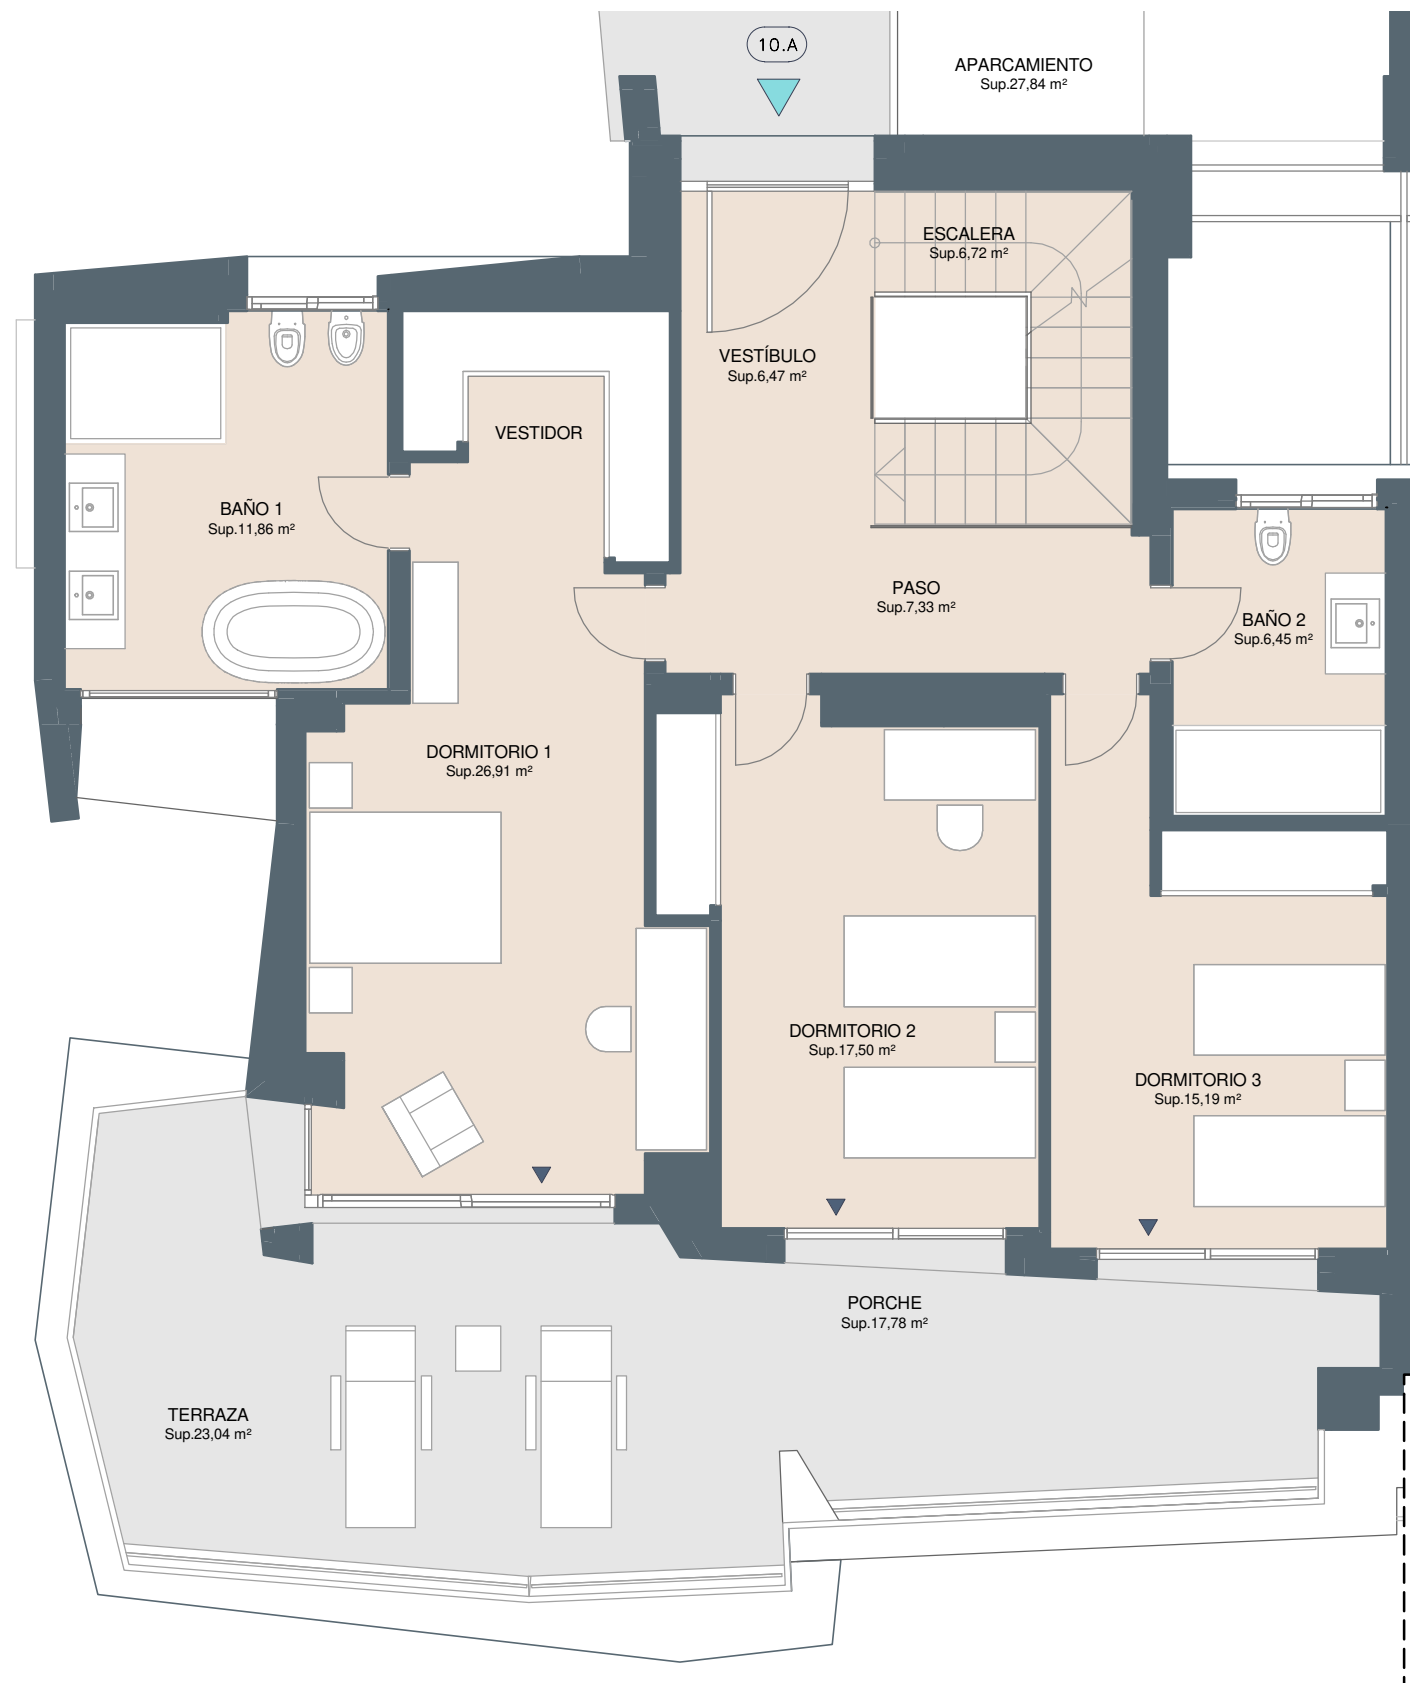 10.A
APARCAMIENTO
Sup.27,84 m²
ESCALERA
Sup.6,72 m²
VESTÍBULO
Sup.6,47 m²
VESTIDOR
BAÑO 1
Sup.11,86 m²
PASO
Sup.7,33 m²
BAÑO 2
Sup.6,45 m²
DORMITORIO 1
Sup.26,91 m²
DORMITORIO 2
Sup.17,50 m²
DORMITORIO 3
Sup.15,19 m²
PORCHE
Sup.17,78 m²
TERRAZA
Sup.23,04 m²